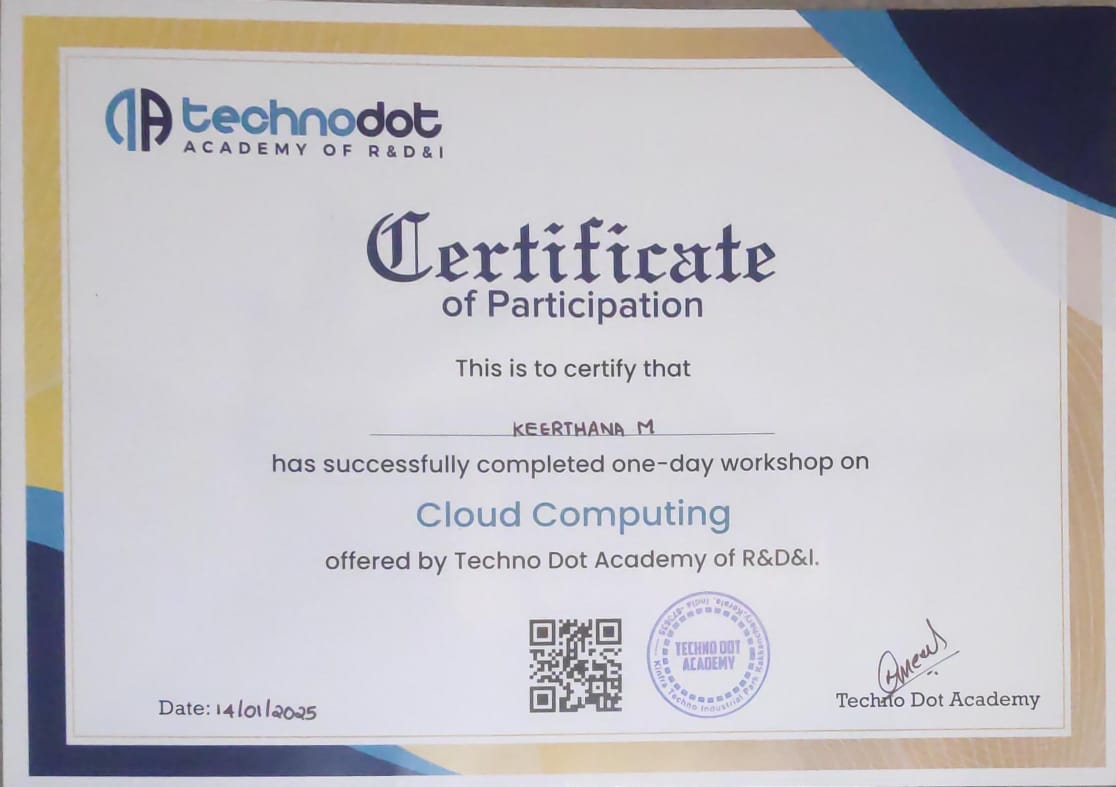 technodot
ACADEMY OF R&D&I
Certificate
of Participation
This is to certify that
KEERTHANA M
has successfully completed one-day workshop on
Cloud Computing
offered by Techno Dot Academy of R&D&I.
TECHNO DOT
ACADEMY
Kinfra Techno Industrial Park Kakkanchery, Kerala, India - 673635
Date: 14/01/2025
Techno Dot Academy